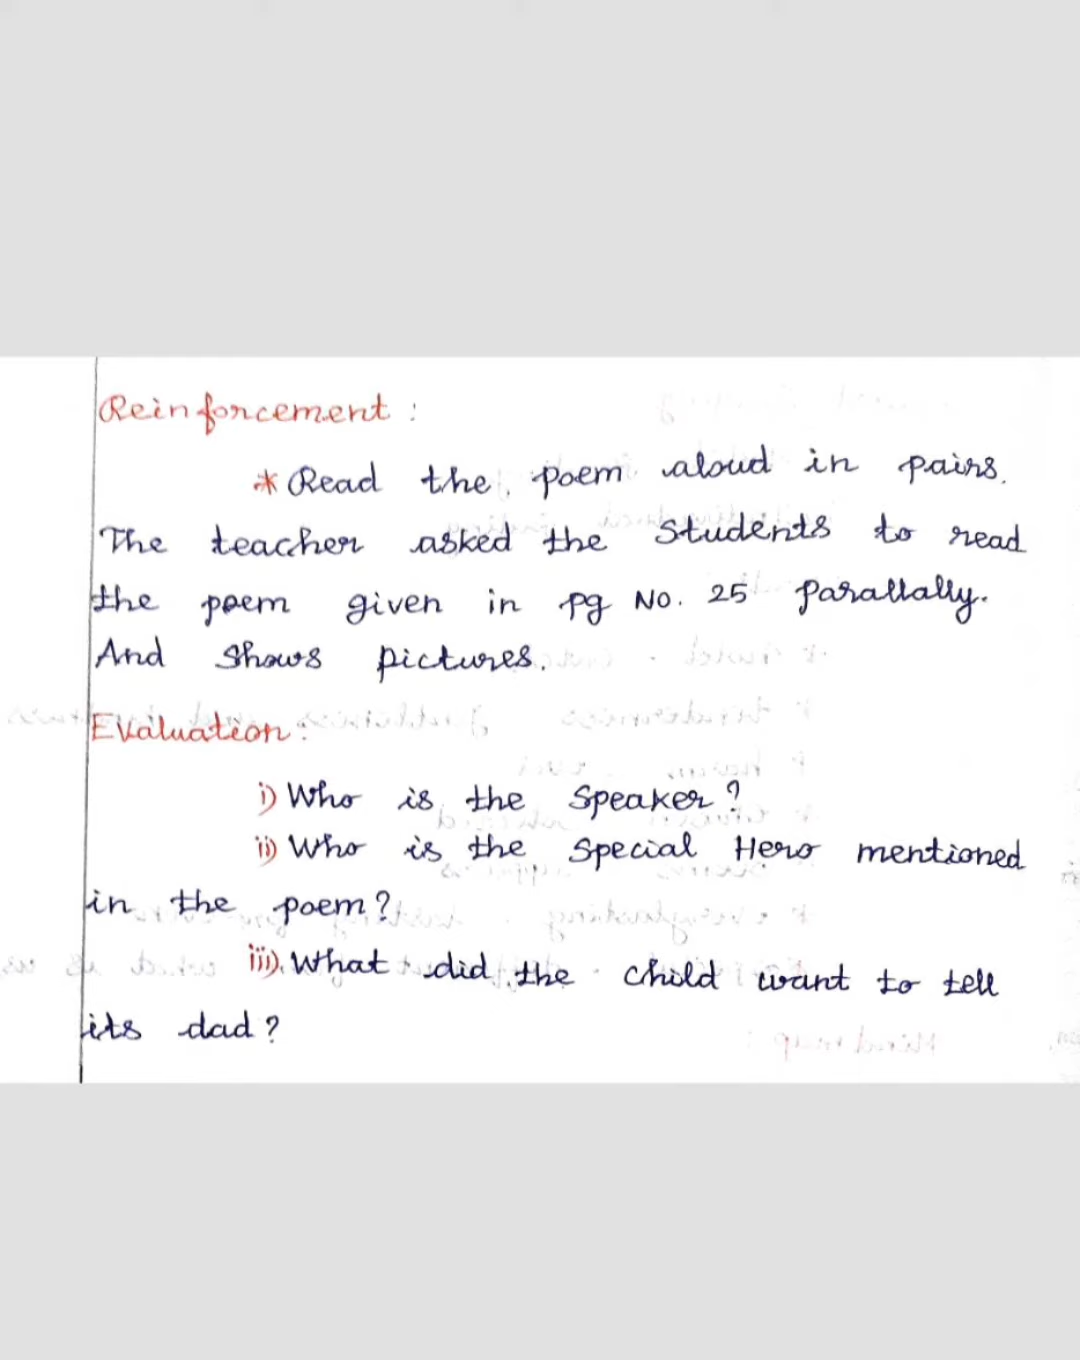 Reinforcement :
* Read the poem aloud in pairs.
The teacher asked the Students to read
the poem given in pg No. 25 Parallally.
And Shows pictures.
Evaluation :
i) Who is the Speaker ?
ii) Who is the Special Hero mentioned
in the poem ?
iii). What did the child want to tell
its dad ?